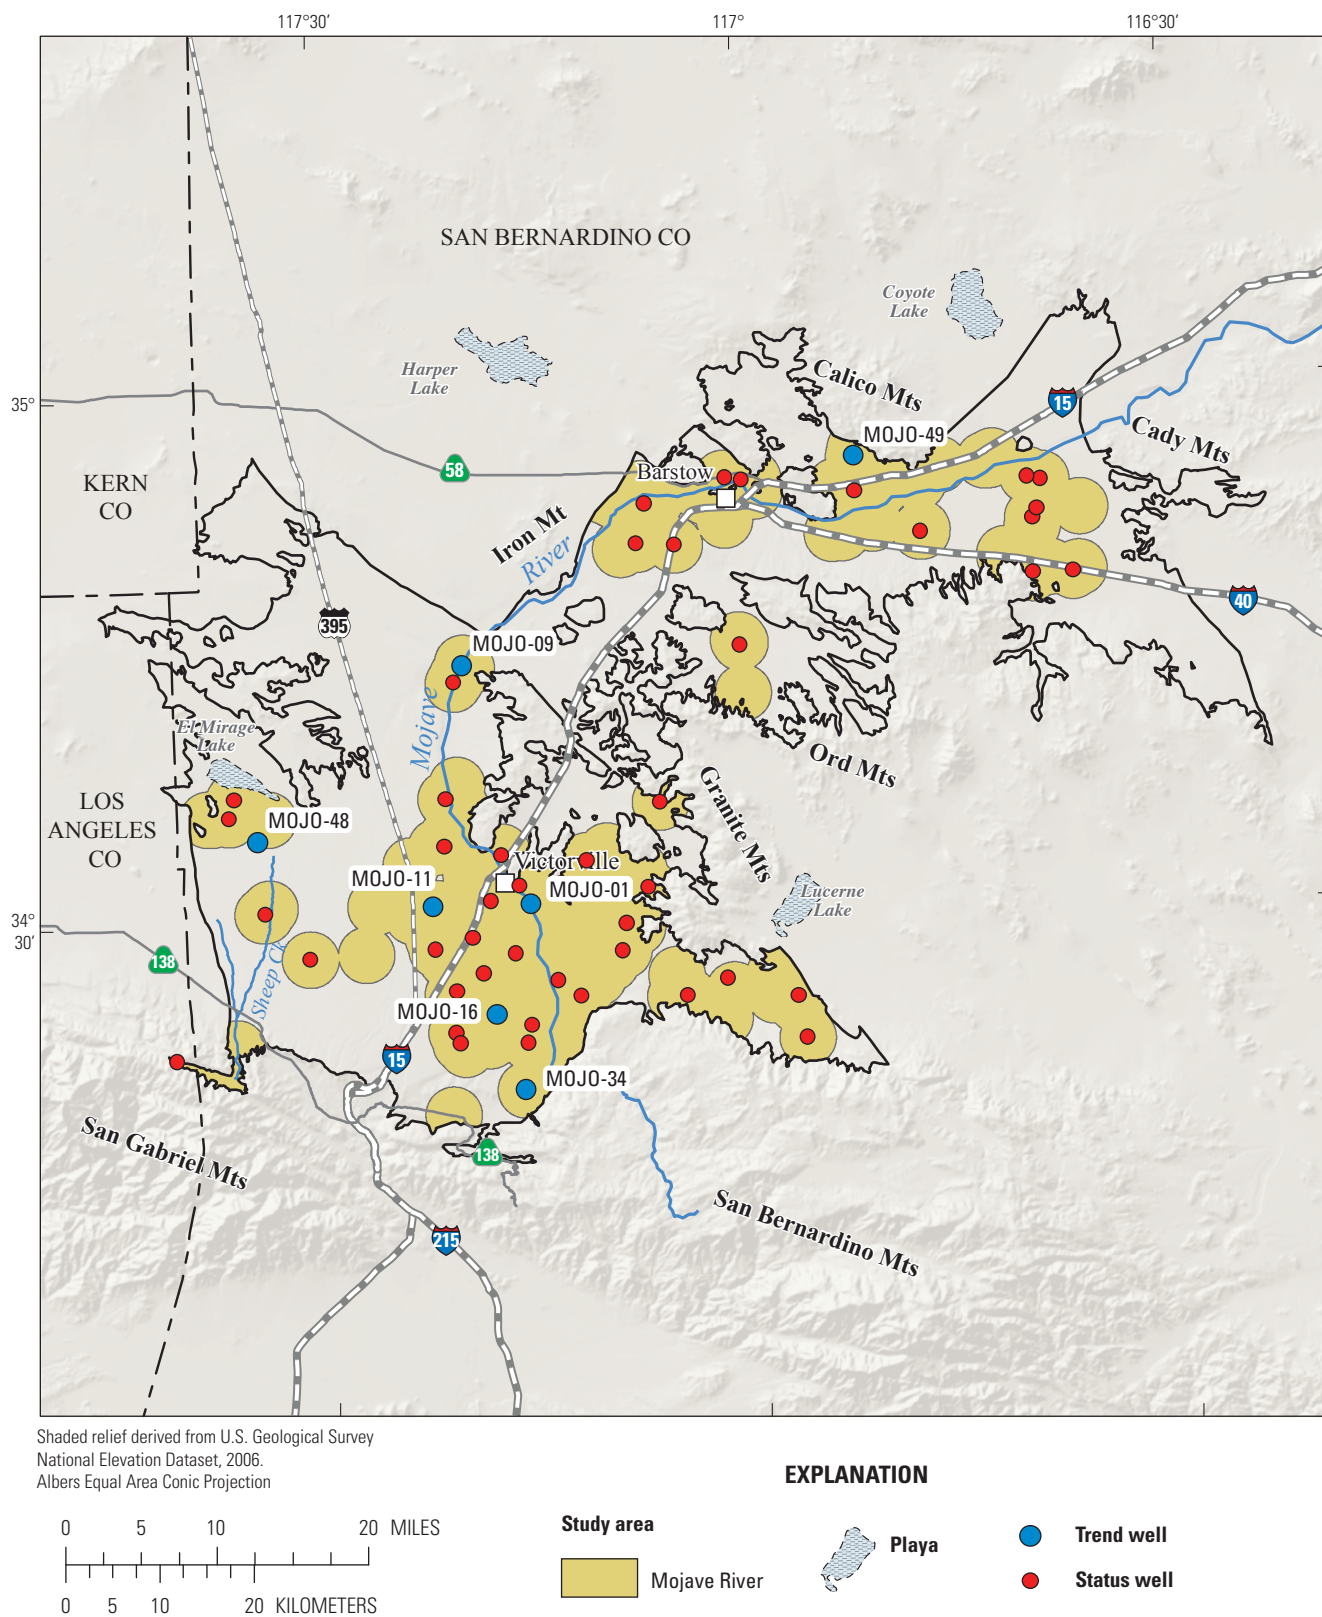 117°30′
117°
116°30′
SAN BERNARDINO CO
Coyote
Lake
Harper
Lake
Calico Mts
15
35°
Cady Mts
MOJO-49
58
Barstow
KERN
CO
Iron Mt
River
40
395
MOJO-09
Mojave
El Mirage
Lake
Ord Mts
Granite Mts
LOS
ANGELES
CO
MOJO-48
Victorville
MOJO-11
MOJO-01
Lucerne
Lake
34°
30′
138
Sheep Ck
MOJO-16
15
MOJO-34
San Gabriel Mts
138
San Bernardino Mts
215
Shaded relief derived from U.S. Geological Survey
National Elevation Dataset, 2006.
Albers Equal Area Conic Projection
EXPLANATION
0 5 10 20 MILES
0 5 10 20 KILOMETERS
Study area
Mojave River
Playa
Trend well
Status well